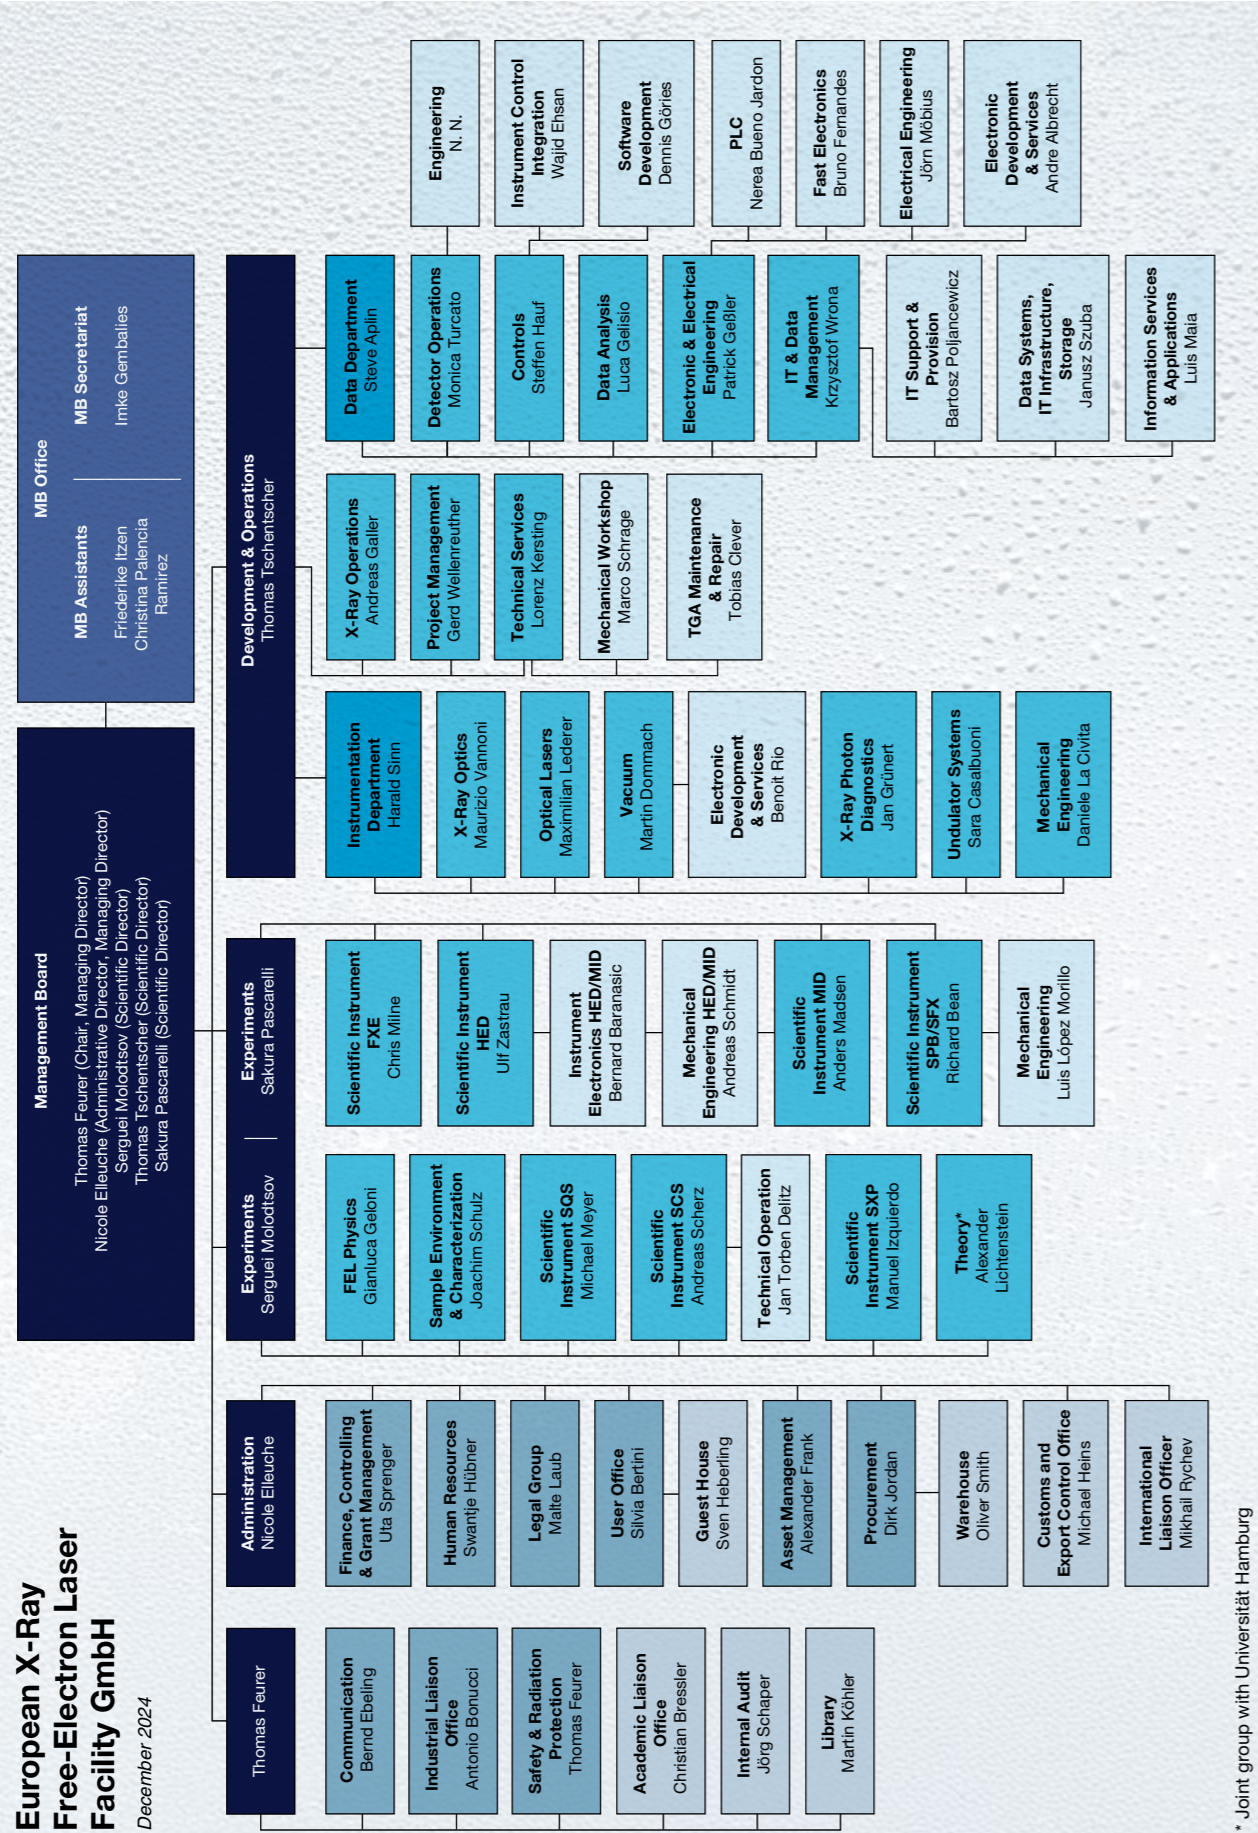 European X-Ray
Free-Electron Laser
Facility GmbH
December 2024
Management Board
Thomas Feurer (Chair, Managing Director)
Nicole Elleuche (Administrative Director, Managing Director)
Serguei Molodtsov (Scientific Director)
Thomas Tschentscher (Scientific Director)
Sakura Pascarelli (Scientific Director)
MB Office
MB Assistants
Friederike Itzen
Christina Palencia
Ramirez
MB Secretariat
Imke Gembalies
Thomas Feurer
Communication
Bernd Ebeling
Industrial Liaison
Office
Antonio Bonucci
Safety & Radiation
Protection
Thomas Feurer
Academic Liaison
Office
Christian Bressler
Internal Audit
Jörg Schaper
Library
Martin Köhler
Administration
Nicole Elleuche
Finance, Controlling
& Grant Management
Uta Sprenger
Human Resources
Swantje Hübner
Legal Group
Malte Laub
User Office
Silvia Bertini
Guest House
Sven Heberling
Asset Management
Alexander Frank
Procurement
Dirk Jordan
Warehouse
Oliver Smith
Customs and
Export Control Office
Michael Heins
International
Liaison Officer
Mikhail Rychev
Experiments
Serguei Molodtsov
FEL Physics
Gianluca Geloni
Sample Environment
& Characterization
Joachim Schulz
Scientific
Instrument SQS
Michael Meyer
Scientific
Instrument SCS
Andreas Scherz
Technical Operation
Jan Torben Delitz
Scientific
Instrument SXP
Manuel Izquierdo
Theory*
Alexander
Lichtenstein
Experiments
Sakura Pascarelli
Scientific Instrument
FXE
Chris Milne
Scientific Instrument
HED
Ulf Zastrau
Instrument
Electronics HED/MID
Bernard Baranasic
Mechanical
Engineering HED/MID
Andreas Schmidt
Scientific
Instrument MID
Anders Madsen
Scientific Instrument
SPB/SFX
Richard Bean
Mechanical
Engineering
Luis López Morillo
Development & Operations
Thomas Tschentscher
Instrumentation
Department
Harald Sinn
X-Ray Optics
Maurizio Vannoni
Optical Lasers
Maximilian Lederer
Vacuum
Martin Dommach
Electronic
Development
& Services
Benoit Rio
X-Ray Photon
Diagnostics
Jan Grünert
Undulator Systems
Sara Casalbuoni
Mechanical
Engineering
Daniele La Civita
X-Ray Operations
Andreas Galler
Project Management
Gerd Wellenreuther
Technical Services
Lorenz Kersting
Mechanical Workshop
Marco Schrage
TGA Maintenance
& Repair
Tobias Clever
Data Department
Steve Aplin
Detector Operations
Monica Turcato
Controls
Steffen Hauf
Data Analysis
Luca Gelisio
Electronic & Electrical
Engineering
Patrick Geßler
IT & Data
Management
Krzysztof Wrona
IT Support &
Provision
Bartosz Poljancewicz
Data Systems,
IT Infrastructure,
Storage
Janusz Szuba
Information Services
& Applications
Luis Maia
Engineering
N. N.
Instrument Control
Integration
Wajid Ehsan
Software
Development
Dennis Göries
PLC
Nerea Bueno Jardon
Fast Electronics
Bruno Fernandes
Electrical Engineering
Jörn Möbius
Electronic
Development
& Services
Andre Albrecht
* Joint group with Universität Hamburg